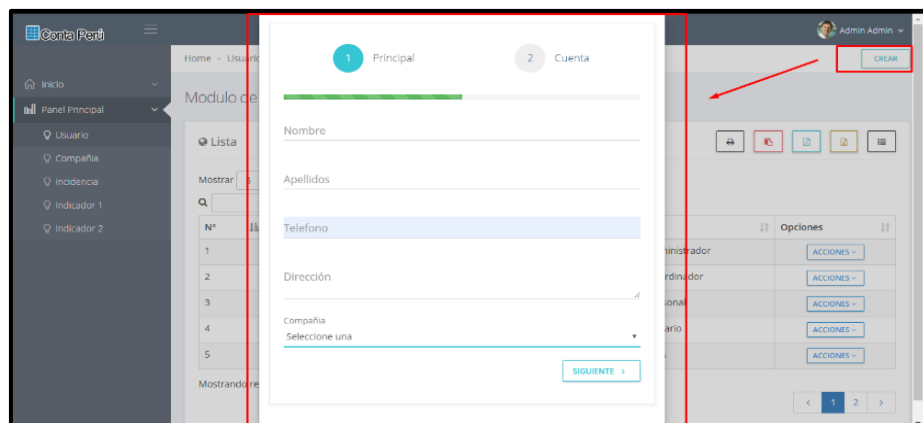 Conta Perú
Admin Admin
Home - Usuario
CREAR
Inicio
Panel Principal
Usuario
Compañia
Incidencia
Indicador 1
Indicador 2
Modulo de
Lista
Mostrar 5
Nº
Opciones
1
ministrador
ACCIONES
2
rdinador
ACCIONES
3
sonal
ACCIONES
4
ario
ACCIONES
5
ACCIONES
Mostrando re
1 2
1 Principal
2 Cuenta
Nombre
Apellidos
Telefono
Dirección
Compañia
Seleccione una
SIGUIENTE >